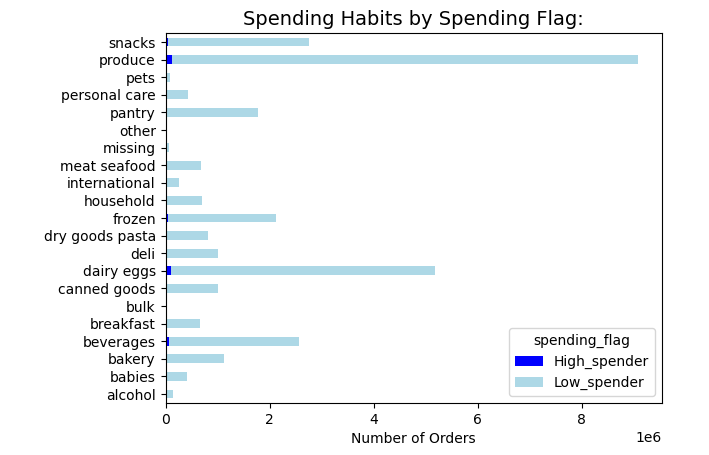 Spending Habits by Spending Flag:
snacks
produce
pets
personal care
pantry
other
missing
meat seafood
international
household
frozen
dry goods pasta
deli
dairy eggs
canned goods
bulk
breakfast
beverages
bakery
babies
alcohol
spending_flag
High_spender
Low_spender
0 2 4 6 8
1e6
Number of Orders